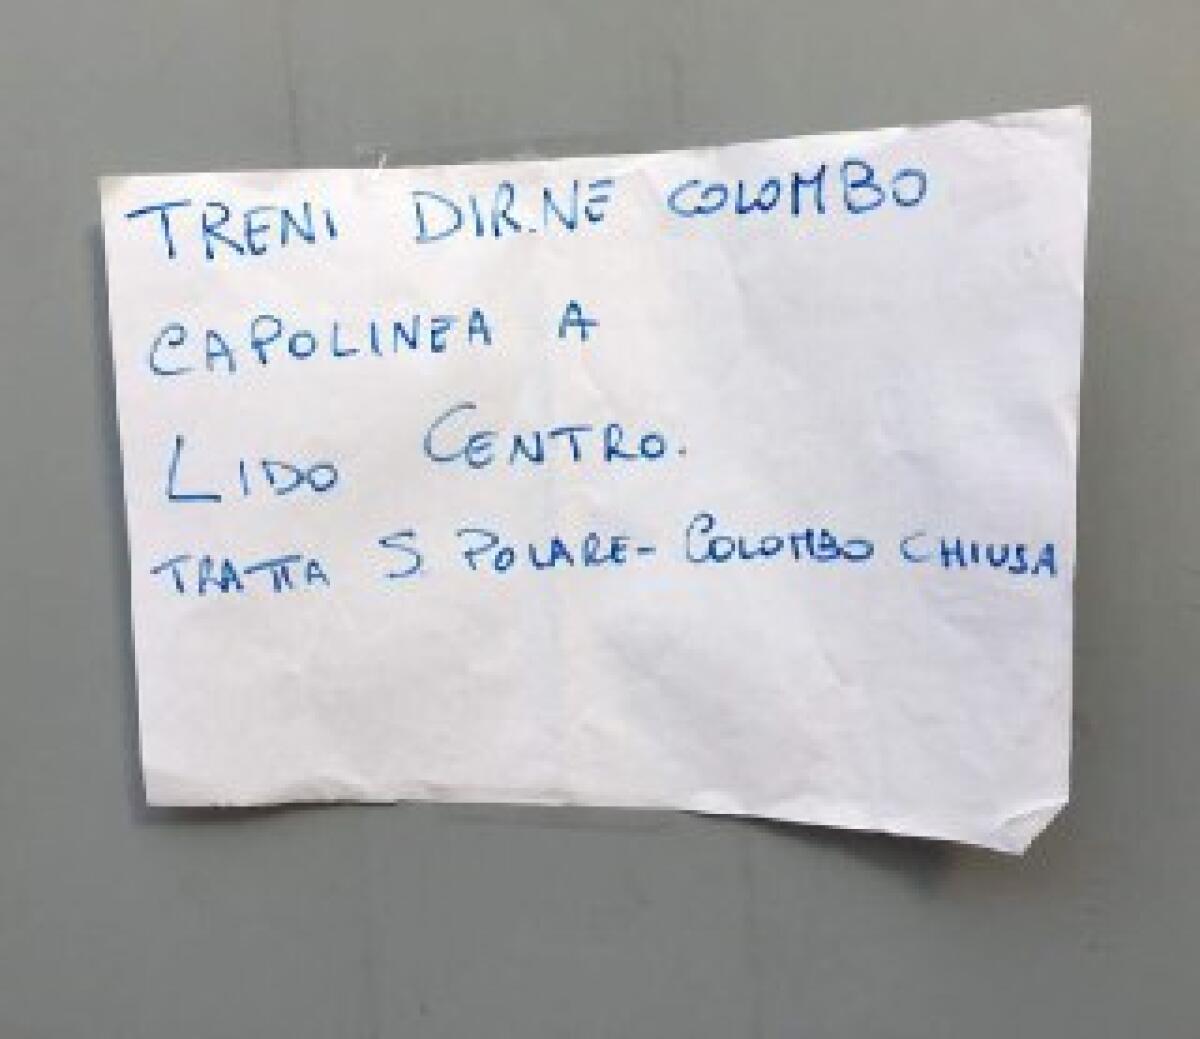 TRENI DIR.NE COLOMBO
CAPOLINEA A
LIDO CENTRO.
TRATTA S POLARE - COLOMBO CHIUSA